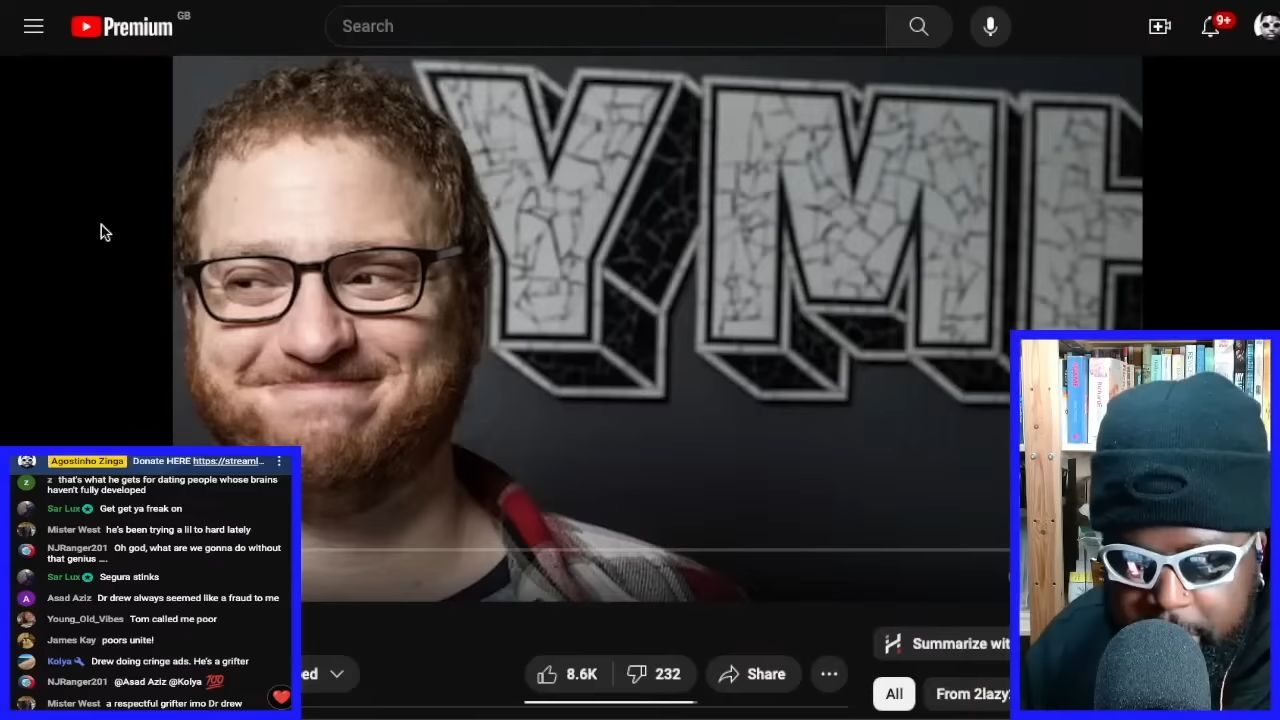 Premium GB
Search
9+
YMH
Agostinho Zinga Donate HERE https://streaml...
z that's what he gets for dating people whose brains
haven't fully developed
Sar Lux Get get ya freak on
Mister West he's been trying a lil to hard lately
NJRanger201 Oh god, what are we gonna do without
that genius ....
Sar Lux Segura stinks
Asad Aziz Dr drew always seemed like a fraud to me
Young_Old_Vibes Tom called me poor
James Kay poors unite!
Kolya Drew doing cringe ads. He's a grifter
NJRanger201 @Asad Aziz @Kolya 💯
Mister West a respectful grifter imo Dr drew
ed
8.6K
232
Share
Summarize wit
All
From 2lazy